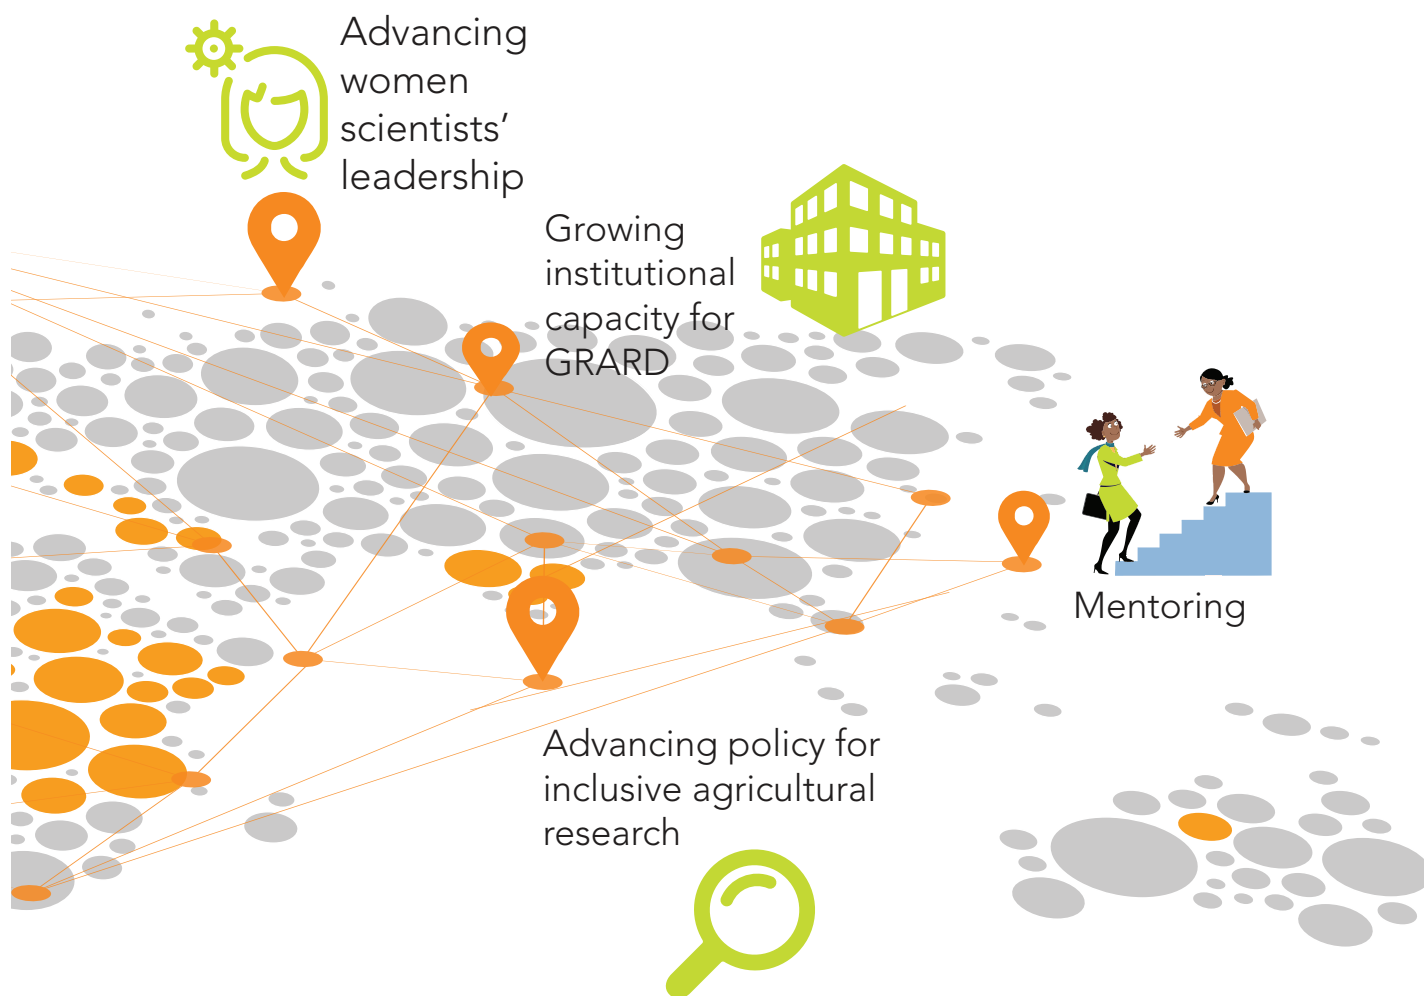 Advancing
women
scientists’
leadership
Growing
institutional
capacity for
GRARD
Mentoring
Advancing policy for
inclusive agricultural
research